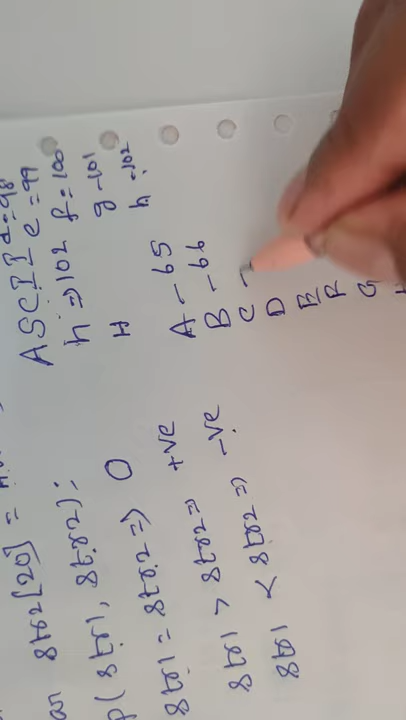 str2[20] =
(str1, str2);
str1 = str2 => 0
str1 > str2 => +ve
str1 < str2 => -ve
d=98
ASCII e=99
h => 102 f=100
g-101
H h-102
A - 65
B - 66
C -
D
E
F
G